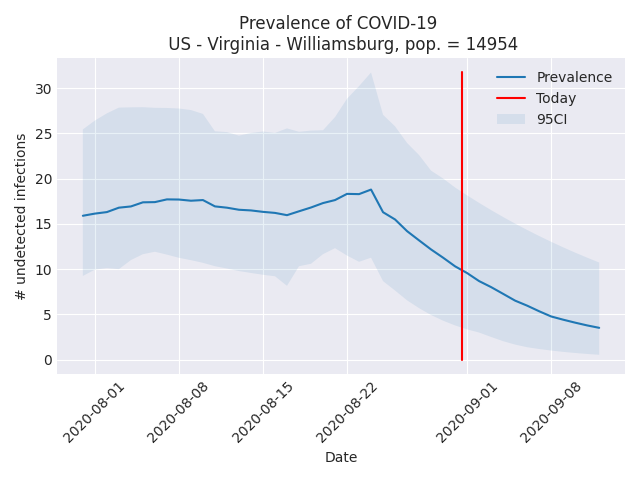 Prevalence of COVID-19
US - Virginia - Williamsburg, pop. = 14954
Prevalence
Today
95CI
# undetected infections
30
25
20
15
10
5
0
2020-08-01
2020-08-08
2020-08-15
2020-08-22
2020-09-01
2020-09-08
Date